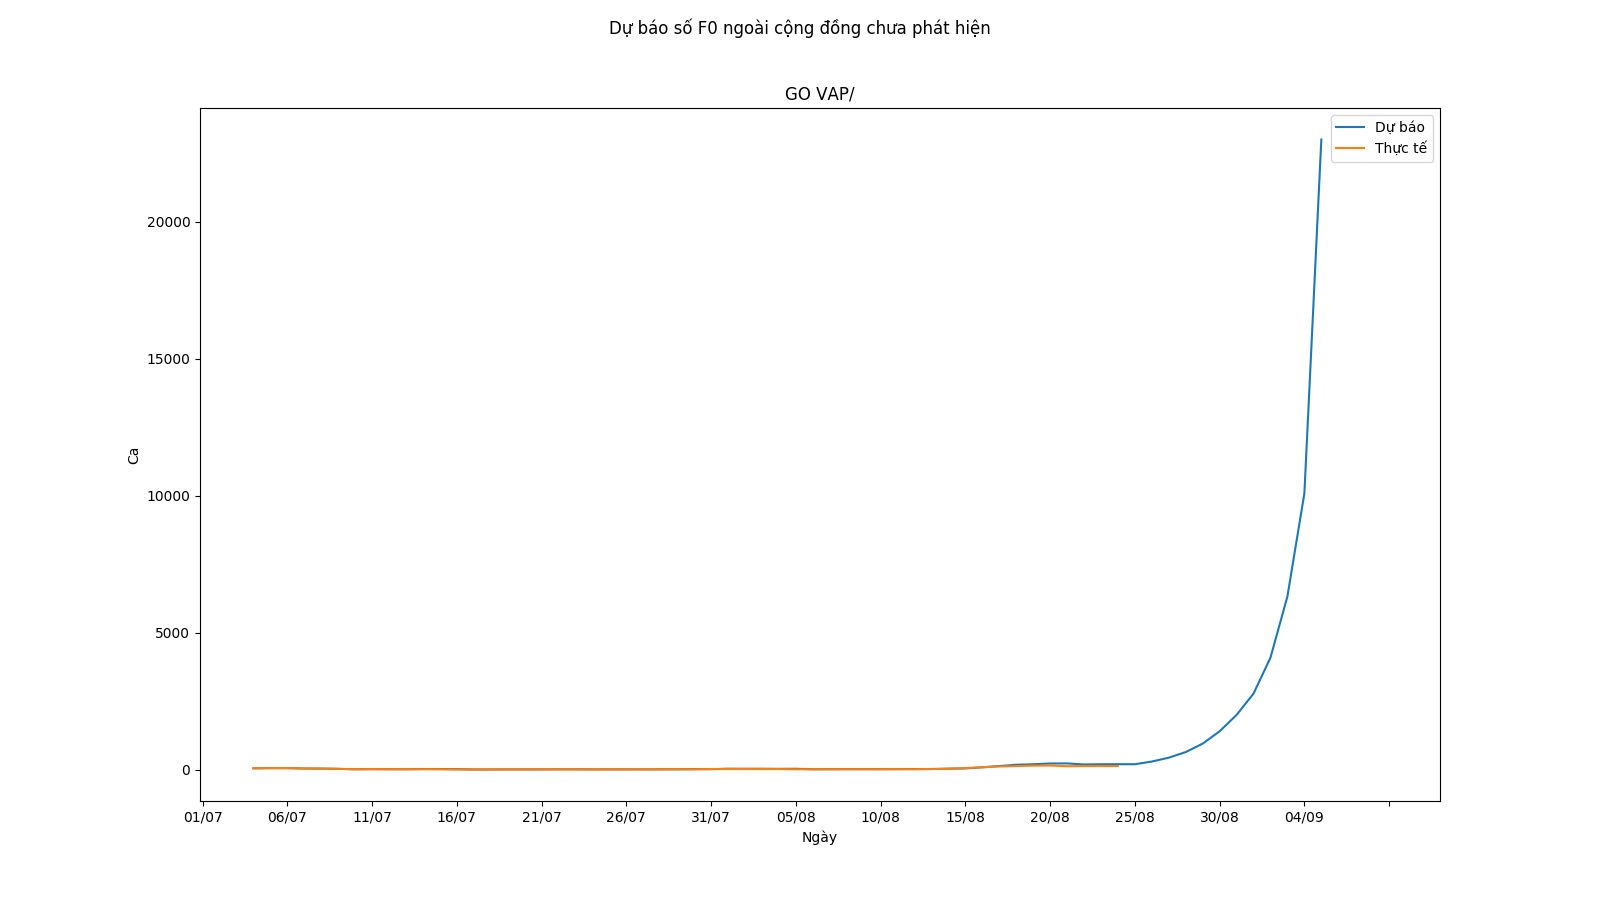 Dự báo số F0 ngoài cộng đồng chưa phát hiện
GO VAP/
Dự báo
Thực tế
20000
15000
10000
5000
0
Ca
01/07 06/07 11/07 16/07 21/07 26/07 31/07 05/08 10/08 15/08 20/08 25/08 30/08 04/09
Ngày